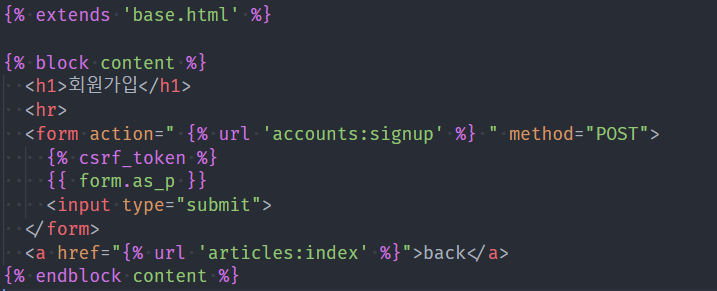 {% extends 'base.html' %}
{% block content %}
<h1>회원가입</h1>
<hr>
<form action=" {% url 'accounts:signup' %} " method="POST">
{% csrf_token %}
{{ form.as_p }}
<input type="submit">
</form>
<a href="{% url 'articles:index' %}">back</a>
{% endblock content %}